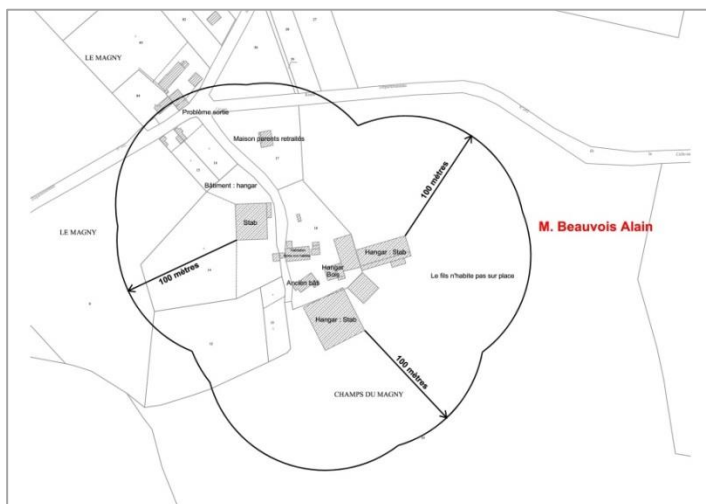 LE MAGNY
Problème sortie
Maison parents retraités
Bâtiment : hangar
LE MAGNY
Stab
100 mètres
M. Beauvois Alain
100 mètres
Hangar : Stab
Hangar
Bois
Le fils n'habite pas sur place
Ancien bâti
Hangar : Stab
100 mètres
CHAMPS DU MAGNY